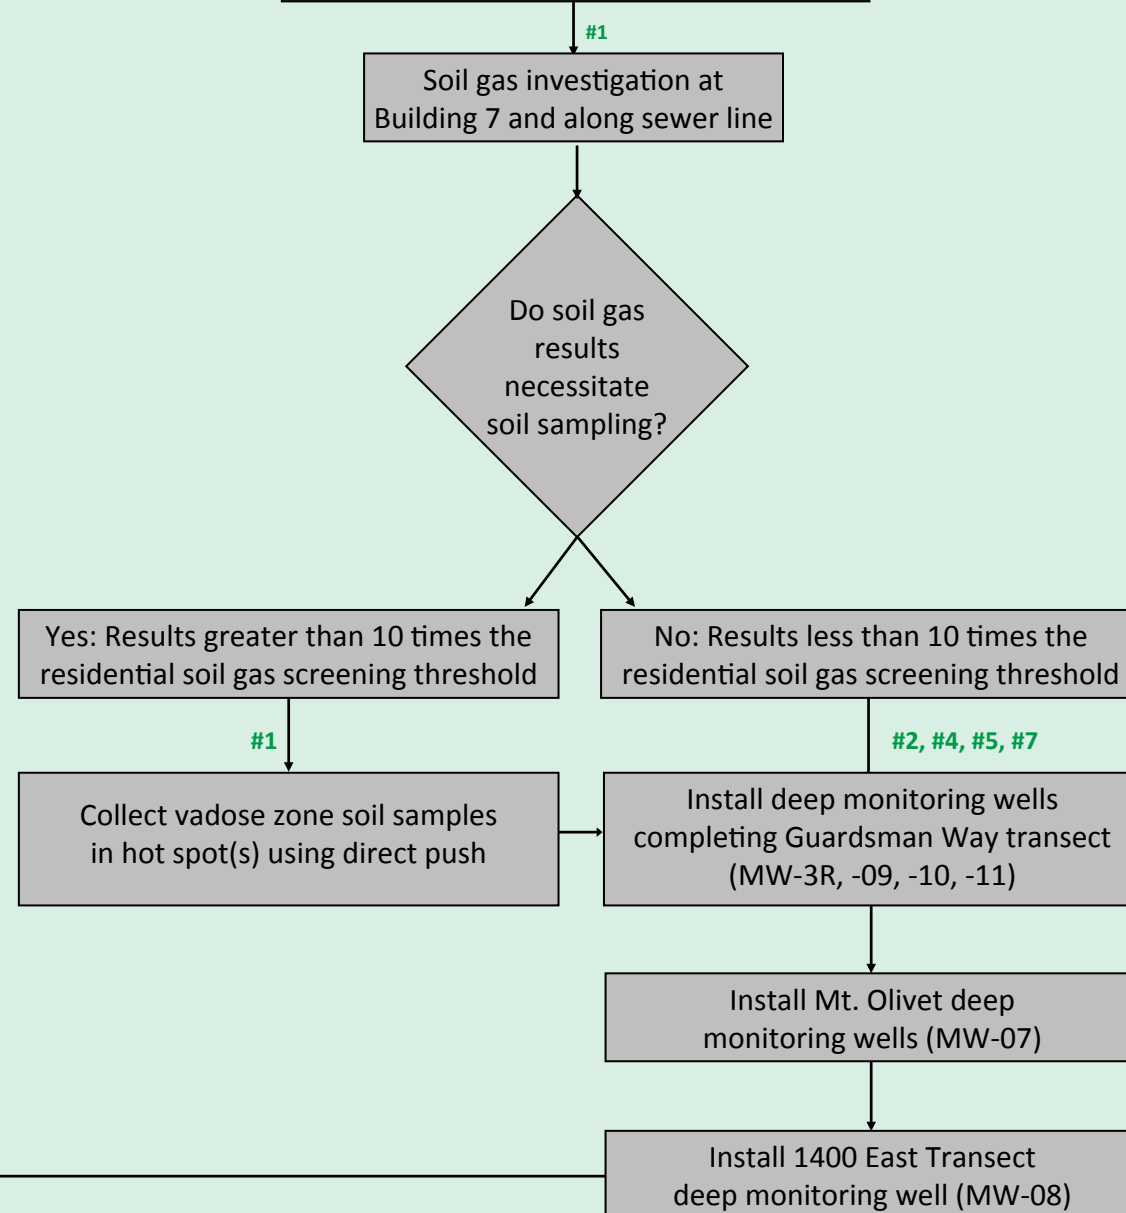 #1
Soil gas investigation at
Building 7 and along sewer line
Do soil gas
results
necessitate
soil sampling?
Yes: Results greater than 10 times the
residential soil gas screening threshold
No: Results less than 10 times the
residential soil gas screening threshold
#1
#2, #4, #5, #7
Collect vadose zone soil samples
in hot spot(s) using direct push
Install deep monitoring wells
completing Guardsman Way transect
(MW-3R, -09, -10, -11)
Install Mt. Olivet deep
monitoring wells (MW-07)
Install 1400 East Transect
deep monitoring well (MW-08)